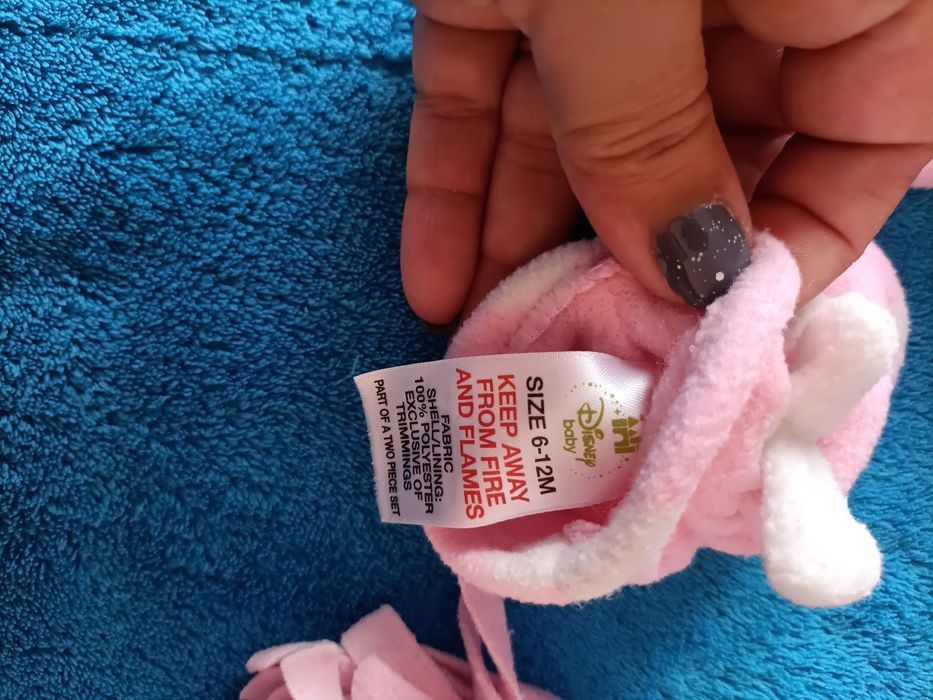 Disney
baby
SIZE 6-12M
KEEP AWAY
FROM FIRE
AND FLAMES
FABRIC
SHELL/LINING:
100% POLYESTER
EXCLUSIVE OF
TRIMMINGS
PART OF A TWO PIECE SET